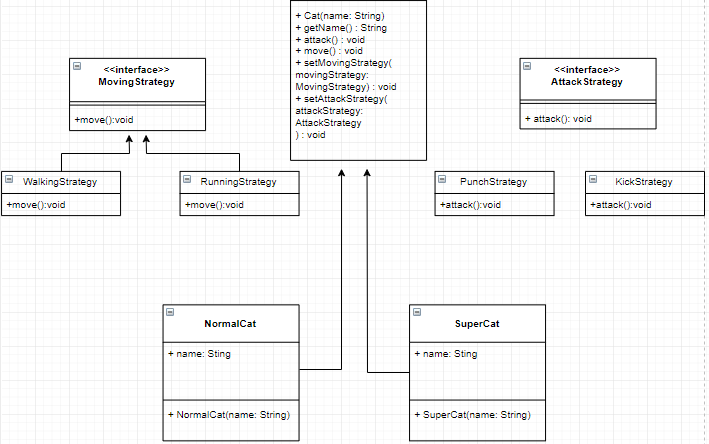 + Cat(name: String)
+ getName() : String
+ attack() : void
+ move() : void
+ setMovingStrategy(
movingStrategy:
MovingStrategy) : void
+ setAttackStrategy(
attackStrategy:
AttackStrategy
) : void
<<interface>>
MovingStrategy
+move():void
<<interface>>
AttackStrategy
+ attack(): void
WalkingStrategy
+move():void
RunningStrategy
+move():void
PunchStrategy
+attack():void
KickStrategy
+attack():void
NormalCat
+ name: Sting
+ NormalCat(name: String)
SuperCat
+ name: Sting
+ SuperCat(name: String)